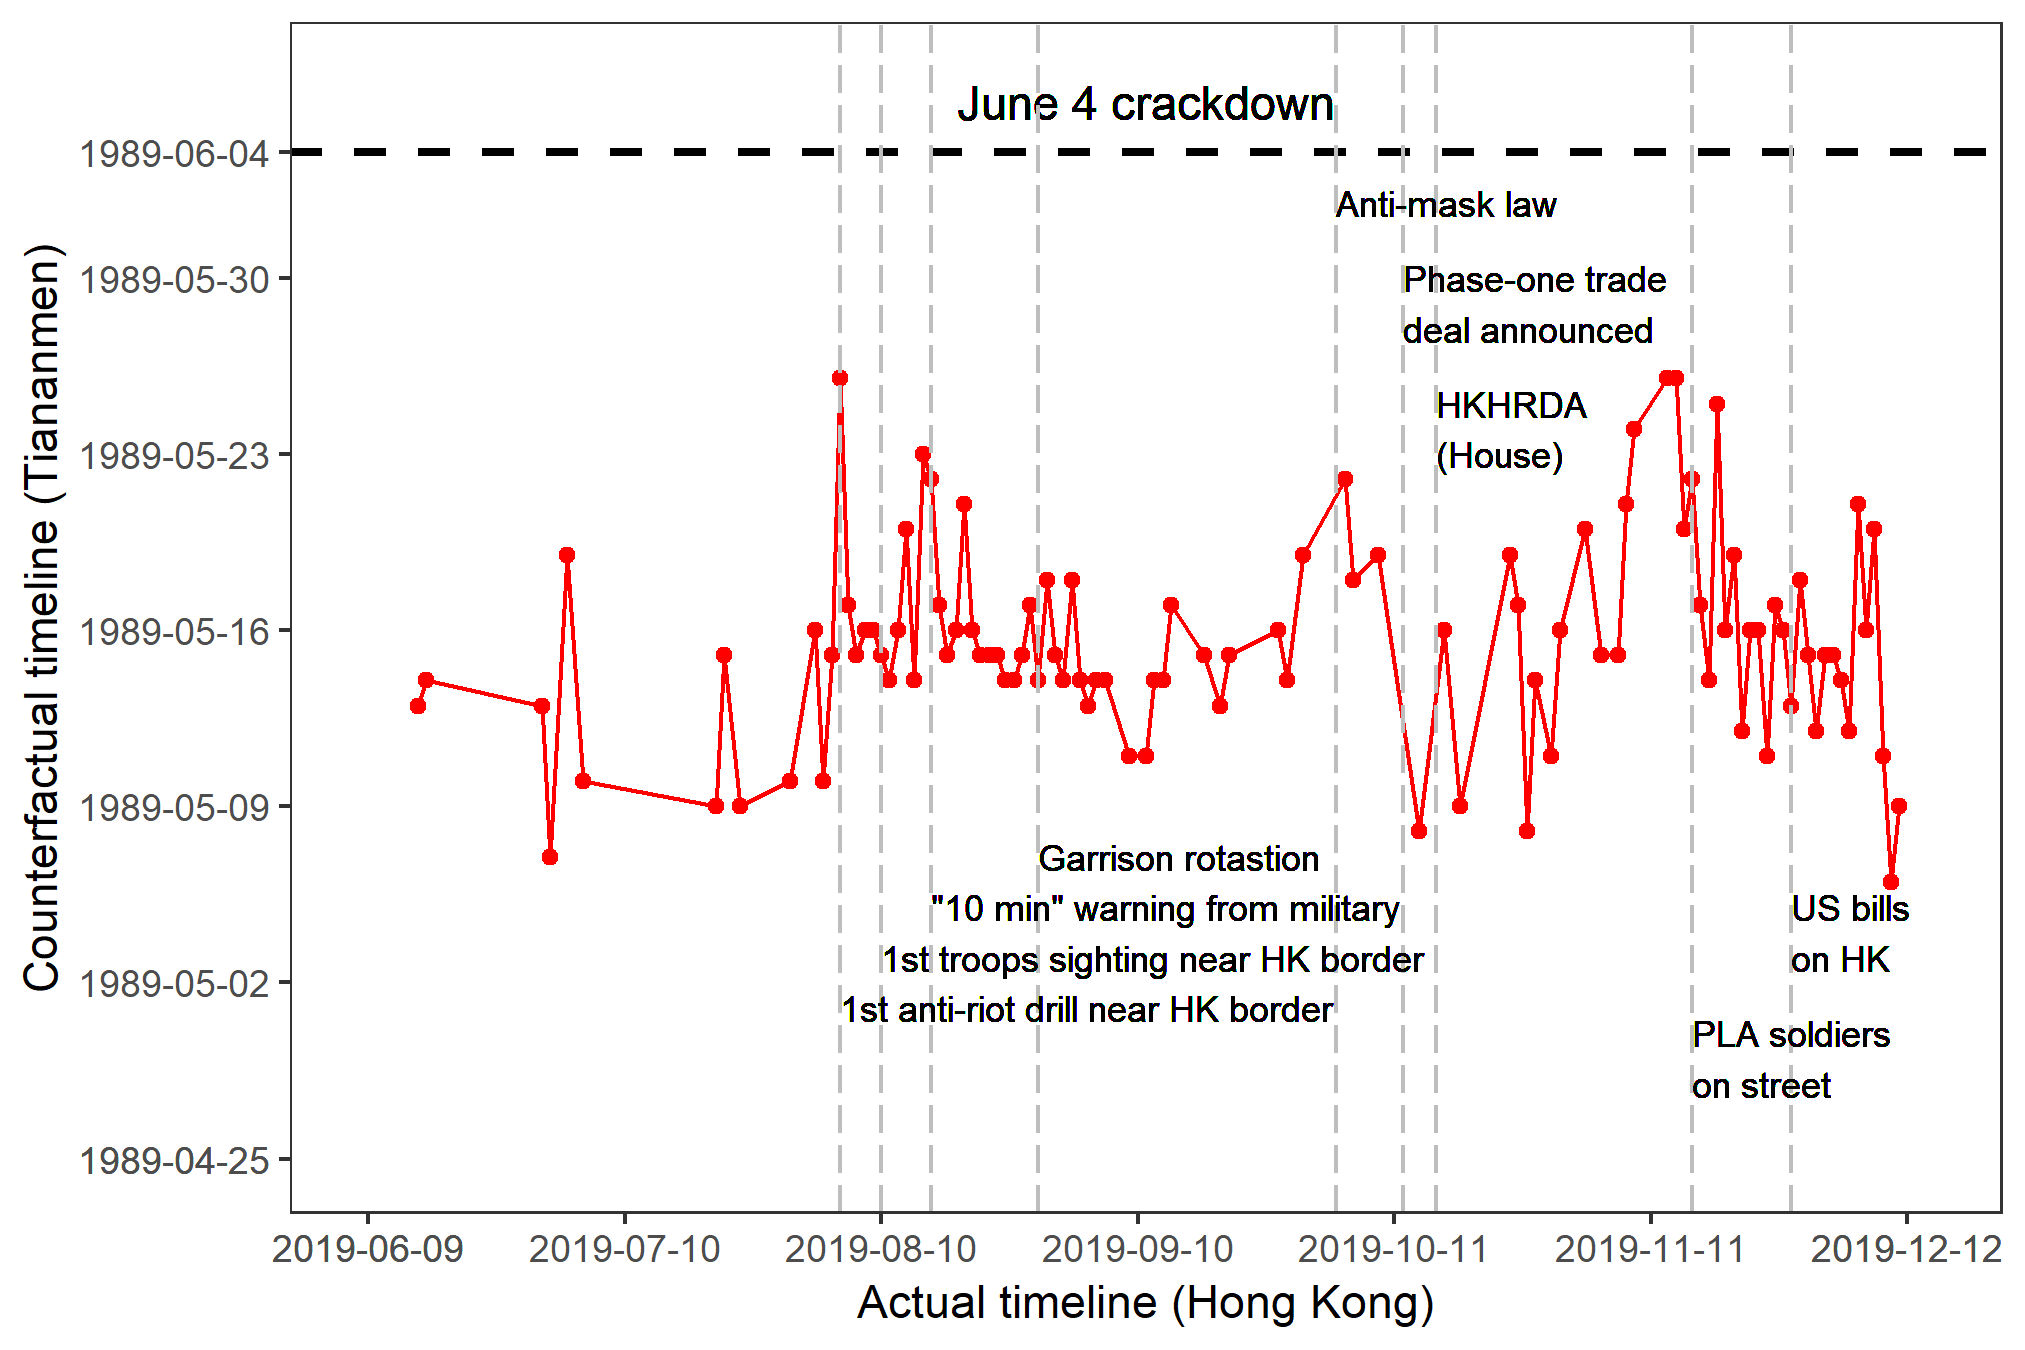 June 4 crackdown
1989-06-04
Anti-mask law
1989-05-30
Phase-one trade
deal announced
HKHRDA
(House)
1989-05-23
1989-05-16
1989-05-09
Garrison rotastion
"10 min" warning from military
1st troops sighting near HK border
1st anti-riot drill near HK border
US bills
on HK
1989-05-02
PLA soldiers
on street
1989-04-25
Counterfactual timeline (Tiananmen)
2019-06-09
2019-07-10
2019-08-10
2019-09-10
2019-10-11
2019-11-11
2019-12-12
Actual timeline (Hong Kong)